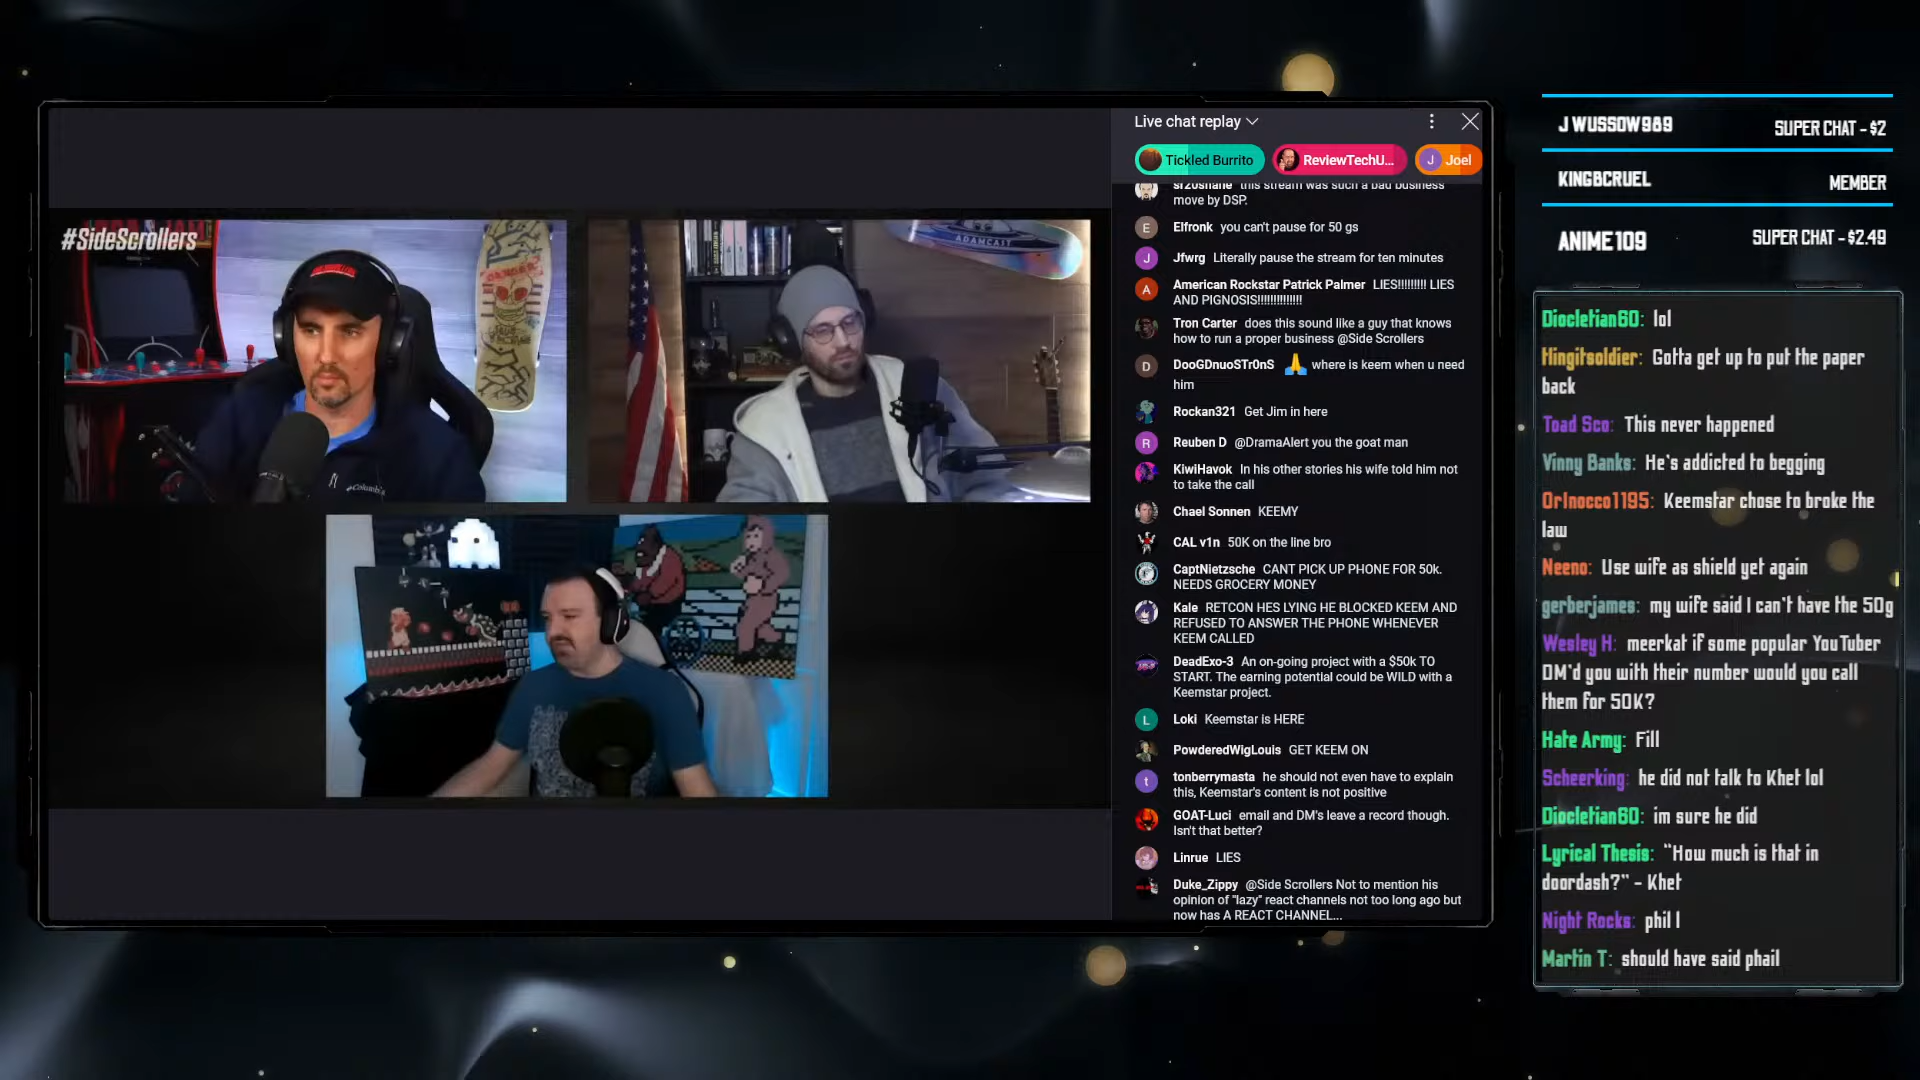 #SideScrollers
ADAMCAIT
Columbia
Live chat replay
Tickled Burrito
ReviewTechU...
J Joel
sr2oshane this stream was such a bad business
move by DSP.
E Elfronk you can't pause for 50 gs
J Jfwrg Literally pause the stream for ten minutes
A American Rockstar Patrick Palmer LIES!!!!!!!!! LIES
AND PIGNOSIS!!!!!!!!!!!!!!
Tron Carter does this sound like a guy that knows
how to run a proper business @Side Scrollers
D DooGDnuoSTr0nS 🙏 where is keem when u need
him
Rockan321 Get Jim in here
R Reuben D @DramaAlert you the goat man
KiwiHavok In his other stories his wife told him not
to take the call
Chael Sonnen KEEMY
CAL v1n 50K on the line bro
CaptNietzsche CANT PICK UP PHONE FOR 50k.
NEEDS GROCERY MONEY
Kale RETCON HES LYING HE BLOCKED KEEM AND
REFUSED TO ANSWER THE PHONE WHENEVER
KEEM CALLED
DeadExo-3 An on-going project with a $50k TO
START. The earning potential could be WILD with a
Keemstar project.
L Loki Keemstar is HERE
PowderedWigLouis GET KEEM ON
t tonberrymasta he should not even have to explain
this, Keemstar's content is not positive
GOAT-Luci email and DM's leave a record though.
Isn't that better?
Linrue LIES
Duke_Zippy @Side Scrollers Not to mention his
opinion of "lazy" react channels not too long ago but
now has A REACT CHANNEL...
J WUSSOW989 SUPER CHAT - $2
KINGBCRUEL MEMBER
ANIME109 SUPER CHAT - $2.49
Diocletian60: lol
Hingitsoldier: Gotta get up to put the paper
back
Toad Sco: This never happened
Vinny Banks: He's addicted to begging
Orlnocco1195: Keemstar chose to broke the
law
Neeno: Use wife as shield yet again
gerberjames: my wife said I can't have the 50g
Wesley H: meerkat if some popular YouTuber
DM'd you with their number would you call
them for 50K?
Hate Army: Fill
Scheerking: he did not talk to Khet lol
Diocletian60: im sure he did
Lyrical Thesis: "How much is that in
doordash?" - Khet
Night Rocks: phil l
Martin T: should have said phail